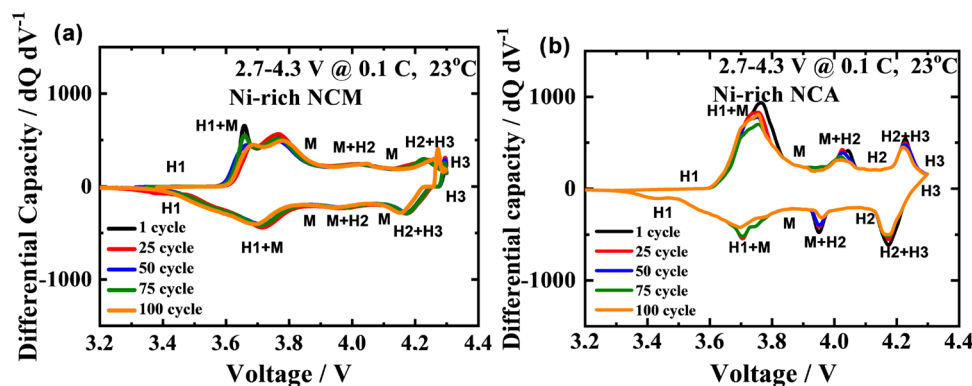 (a)
2.7-4.3 V @ 0.1 C, 23°C
Ni-rich NCM
H1+M
H2+H3
H1
M
M+H2
M
H3
H1
M
M+H2
M
H3
H1+M
H2+H3
1 cycle
25 cycle
50 cycle
75 cycle
100 cycle
1000
0
-1000
3.2 3.4 3.6 3.8 4.0 4.2 4.4
Voltage / V
Differential Capacity / dQ dV⁻¹
(b)
2.7-4.3 V @ 0.1 C, 23°C
Ni-rich NCA
H1+M
M+H2
H2+H3
H1
M
H2
H3
H1
M
H2
H3
H1+M
M+H2
H2+H3
1 cycle
25 cycle
50 cycle
75 cycle
100 cycle
1000
0
-1000
3.2 3.4 3.6 3.8 4.0 4.2 4.4
Voltage / V
Differential capacity / dQ dV⁻¹